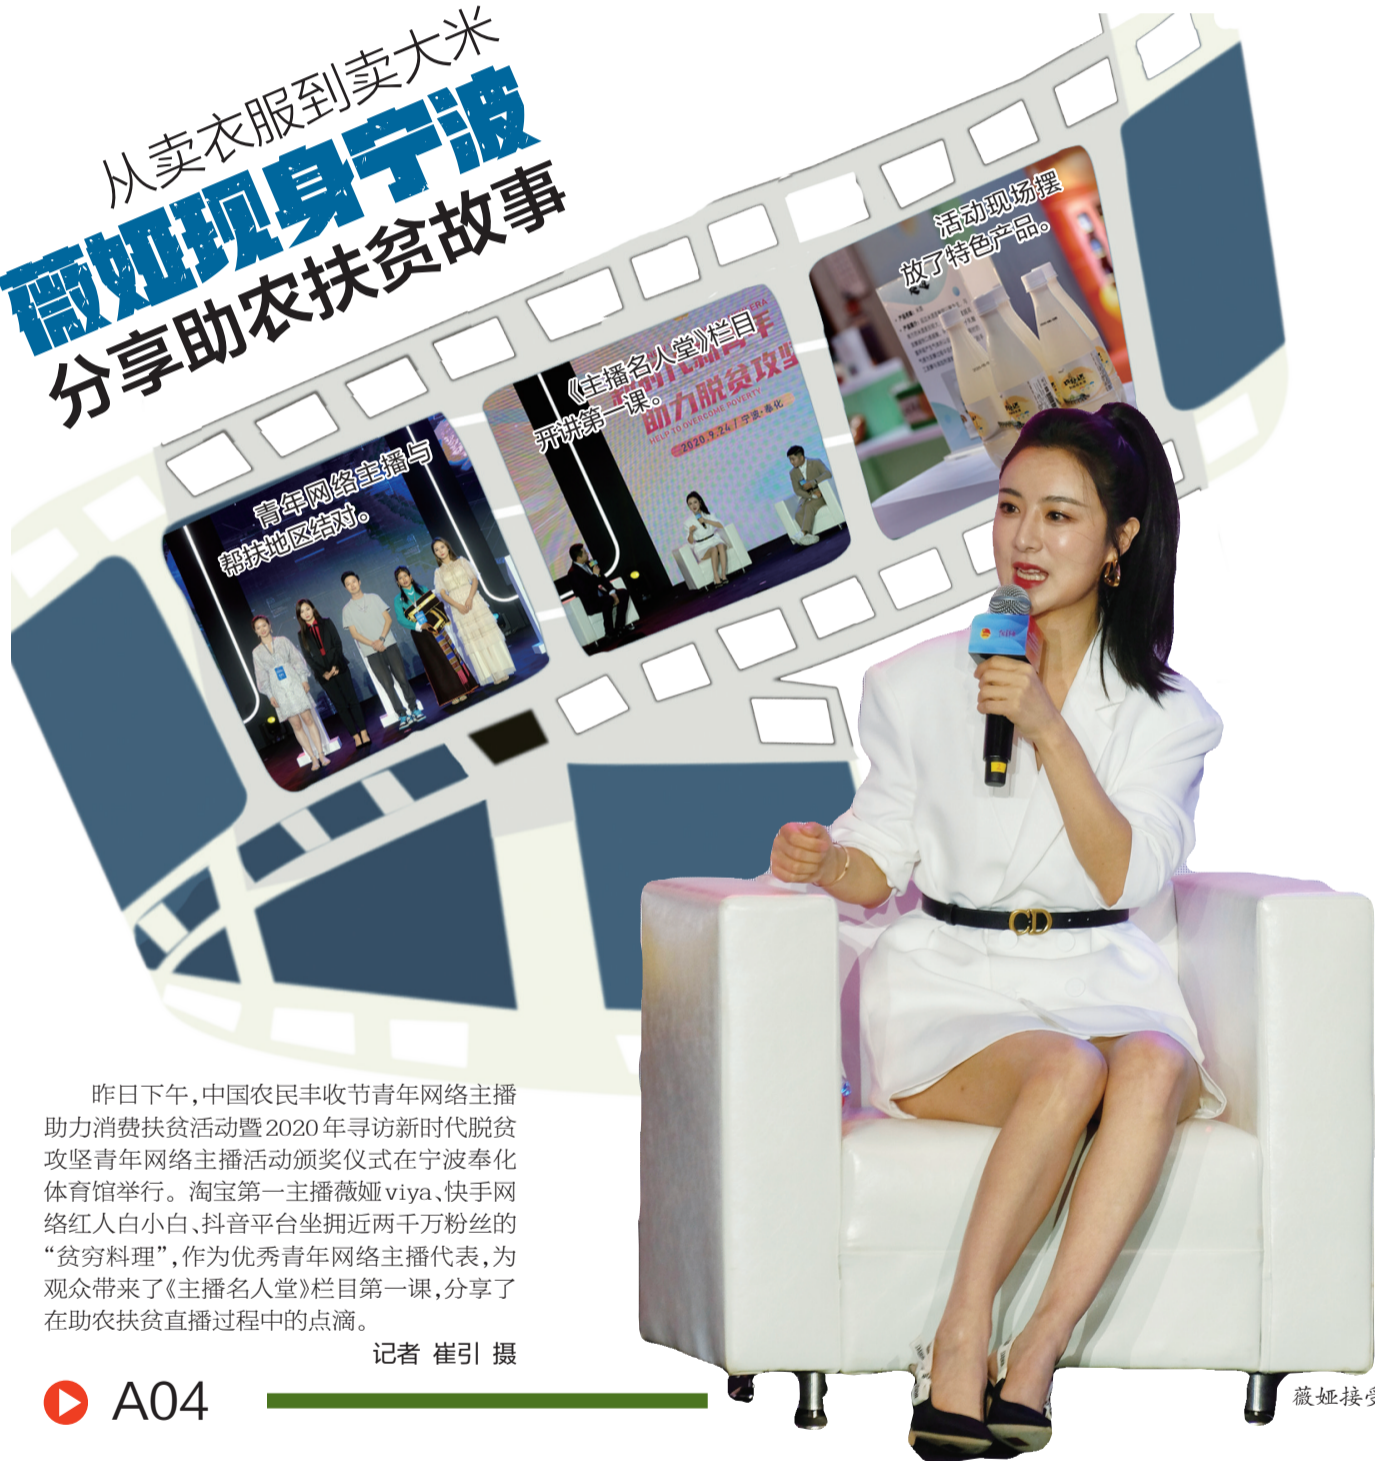 从卖衣服到卖大米
薇娅现身宁波
分享助农扶贫故事
活动现场摆
放了特色产品。
《主播名人堂》栏目
开讲第一课。
助力脱贫攻坚
HELP TO OVERCOME POVERTY
2020.9.24 / 宁波·奉化
青年网络主播与
帮扶地区结对。
CD
昨日下午,中国农民丰收节青年网络主播
助力消费扶贫活动暨2020年寻访新时代脱贫
攻坚青年网络主播活动颁奖仪式在宁波奉化
体育馆举行。淘宝第一主播薇娅viya、快手网
络红人白小白、抖音平台坐拥近两千万粉丝的
“贫穷料理”,作为优秀青年网络主播代表,为
观众带来了《主播名人堂》栏目第一课,分享了
在助农扶贫直播过程中的点滴。
记者 崔引 摄
A04
薇娅接受